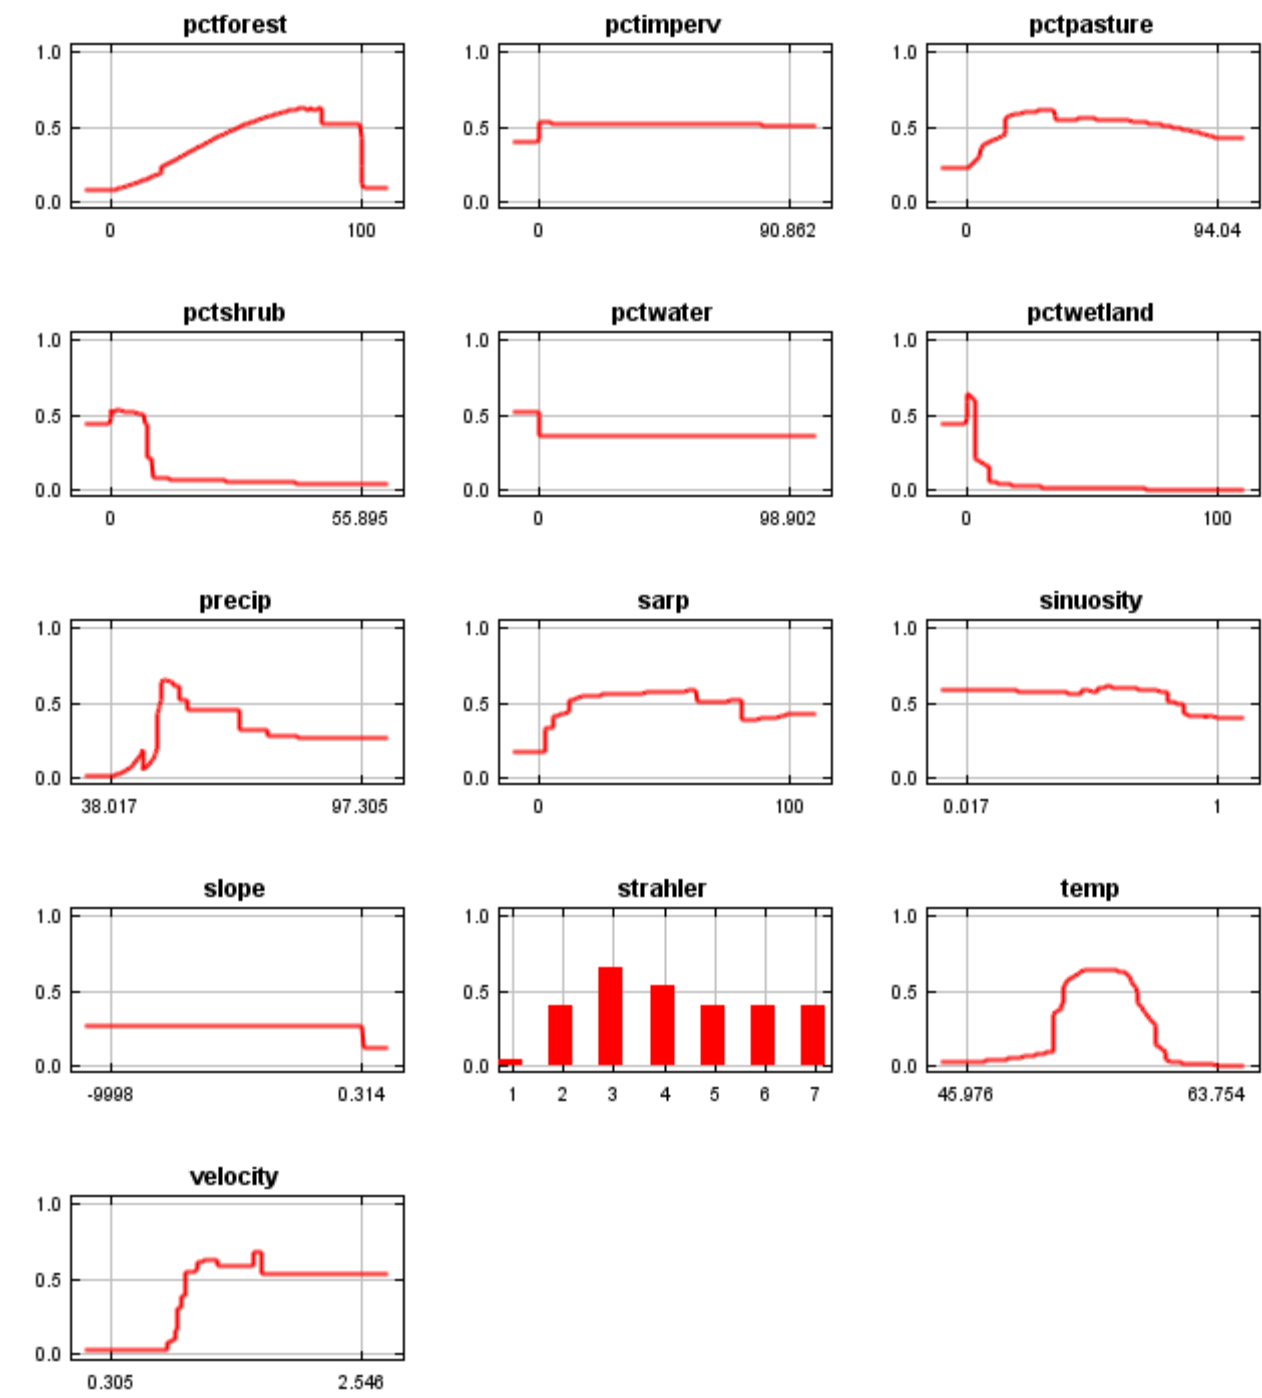 pctforest pctimperv pctpasture
1.0 1.0 1.0
0.5 0.5 0.5
0.0 0.0 0.0
0 100 0 90.862 0 94.04
pctshrub pctwater pctwetland
1.0 1.0 1.0
0.5 0.5 0.5
0.0 0.0 0.0
0 55.895 0 98.902 0 100
precip sarp sinuosity
1.0 1.0 1.0
0.5 0.5 0.5
0.0 0.0 0.0
38.017 97.305 0 100 0.017 1
slope strahler temp
1.0 1.0 1.0
0.5 0.5 0.5
0.0 0.0 0.0
-9998 0.314 1 2 3 4 5 6 7 45.976 63.754
velocity
1.0
0.5
0.0
0.305 2.546